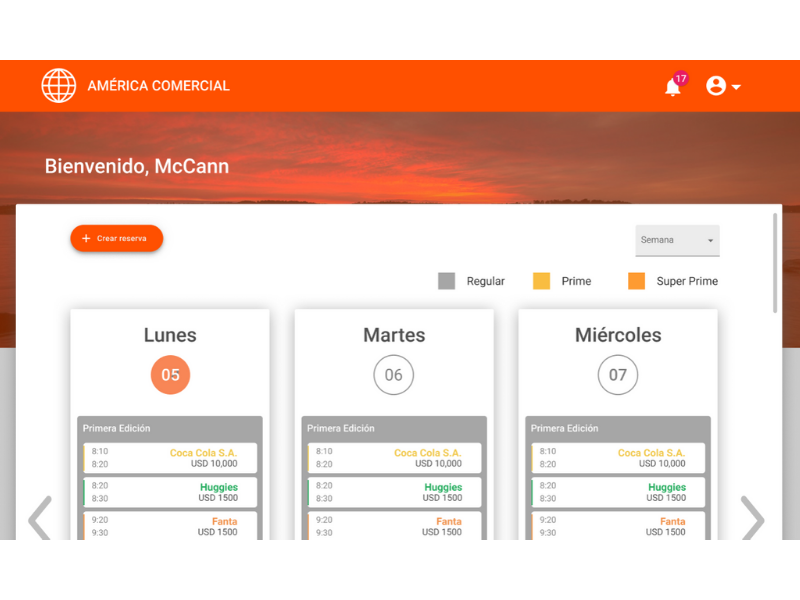 AMÉRICA COMERCIAL
17
Bienvenido, McCann
+ Crear reserva
Semana
Regular
Prime
Super Prime
Lunes
05
Primera Edición
8:10 Coca Cola S.A.
8:20 USD 10,000
8:20 Huggies
8:30 USD 1500
9:20 Fanta
9:30 USD 1500
Martes
06
Primera Edición
8:10 Coca Cola S.A.
8:20 USD 10,000
8:20 Huggies
8:30 USD 1500
9:20 Fanta
9:30 USD 1500
Miércoles
07
Primera Edición
8:10 Coca Cola S.A.
8:20 USD 10,000
8:20 Huggies
8:30 USD 1500
9:20 Fanta
9:30 USD 1500